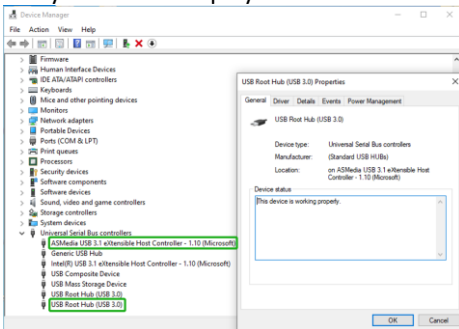 Device Manager
File Action View Help
Firmware
Human Interface Devices
IDE ATA/ATAPI controllers
Keyboards
Mice and other pointing devices
Monitors
Network adapters
Portable Devices
Ports (COM & LPT)
Print queues
Processors
Security devices
Software components
Software devices
Sound, video and game controllers
Storage controllers
System devices
Universal Serial Bus controllers
ASMedia USB 3.1 eXtensible Host Controller - 1.10 (Microsoft)
Generic USB Hub
Intel(R) USB 3.1 eXtensible Host Controller - 1.10 (Microsoft)
USB Composite Device
USB Mass Storage Device
USB Root Hub (USB 3.0)
USB Root Hub (USB 3.0)
USB Root Hub (USB 3.0) Properties
General Driver Details Events Power Management
USB Root Hub (USB 3.0)
Device type: Universal Serial Bus controllers
Manufacturer: (Standard USB HUBs)
Location: on ASMedia USB 3.1 eXtensible Host
Controller - 1.10 (Microsoft)
Device status
This device is working properly.
OK Cancel